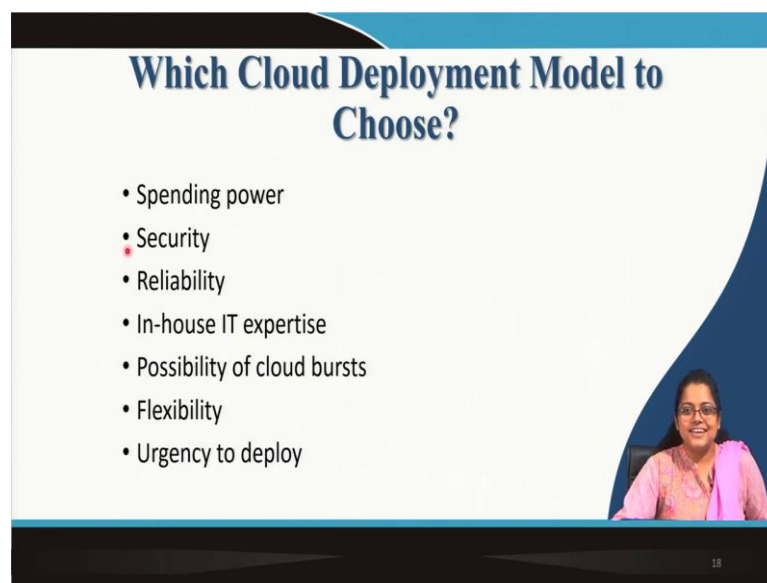 Which Cloud Deployment Model to
Choose?
• Spending power
• Security
• Reliability
• In-house IT expertise
• Possibility of cloud bursts
• Flexibility
• Urgency to deploy
18